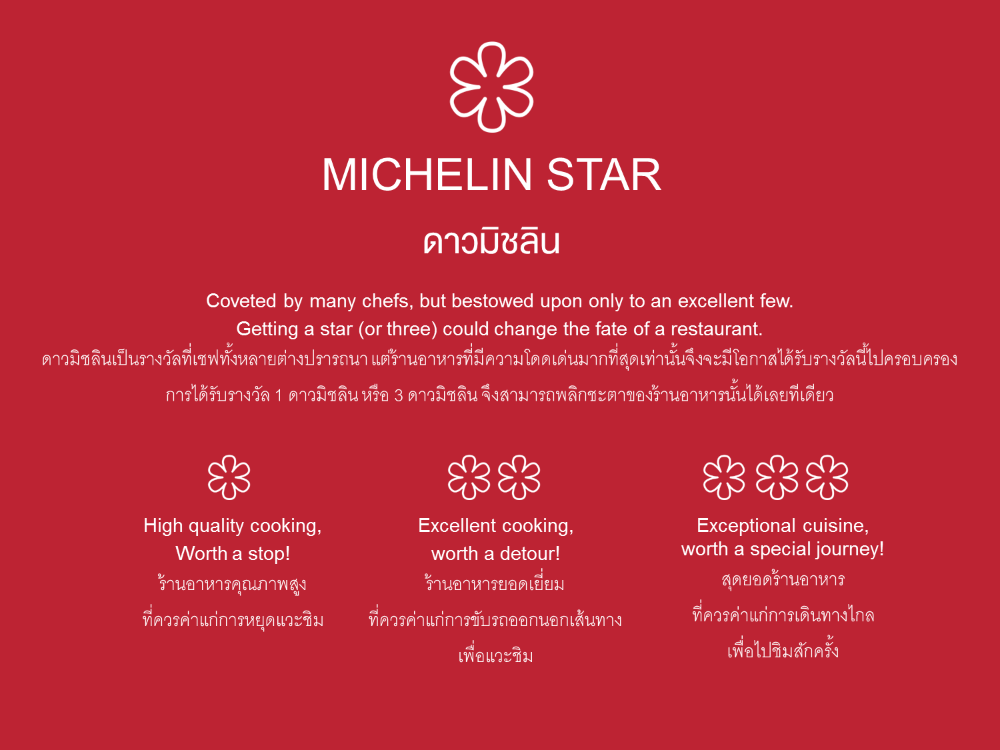 MICHELIN STAR
ดาวมิชลิน
Coveted by many chefs, but bestowed upon only to an excellent few.
Getting a star (or three) could change the fate of a restaurant.
ดาวมิชลินเป็นรางวัลที่เชฟทั้งหลายต่างปรารถนา แต่ร้านอาหารที่มีความโดดเด่นมากที่สุดเท่านั้นจึงจะมีโอกาสได้รับรางวัลนี้ไปครอบครอง
การได้รับรางวัล 1 ดาวมิชลิน หรือ 3 ดาวมิชลิน จึงสามารถพลิกชะตาของร้านอาหารนั้นได้เลยทีเดียว
High quality cooking,
Worth a stop!
ร้านอาหารคุณภาพสูง
ที่ควรค่าแก่การหยุดแวะชิม
Excellent cooking,
worth a detour!
ร้านอาหารยอดเยี่ยม
ที่ควรค่าแก่การขับรถออกนอกเส้นทาง
เพื่อแวะชิม
Exceptional cuisine,
worth a special journey!
สุดยอดร้านอาหาร
ที่ควรค่าแก่การเดินทางไกล
เพื่อไปชิมสักครั้ง